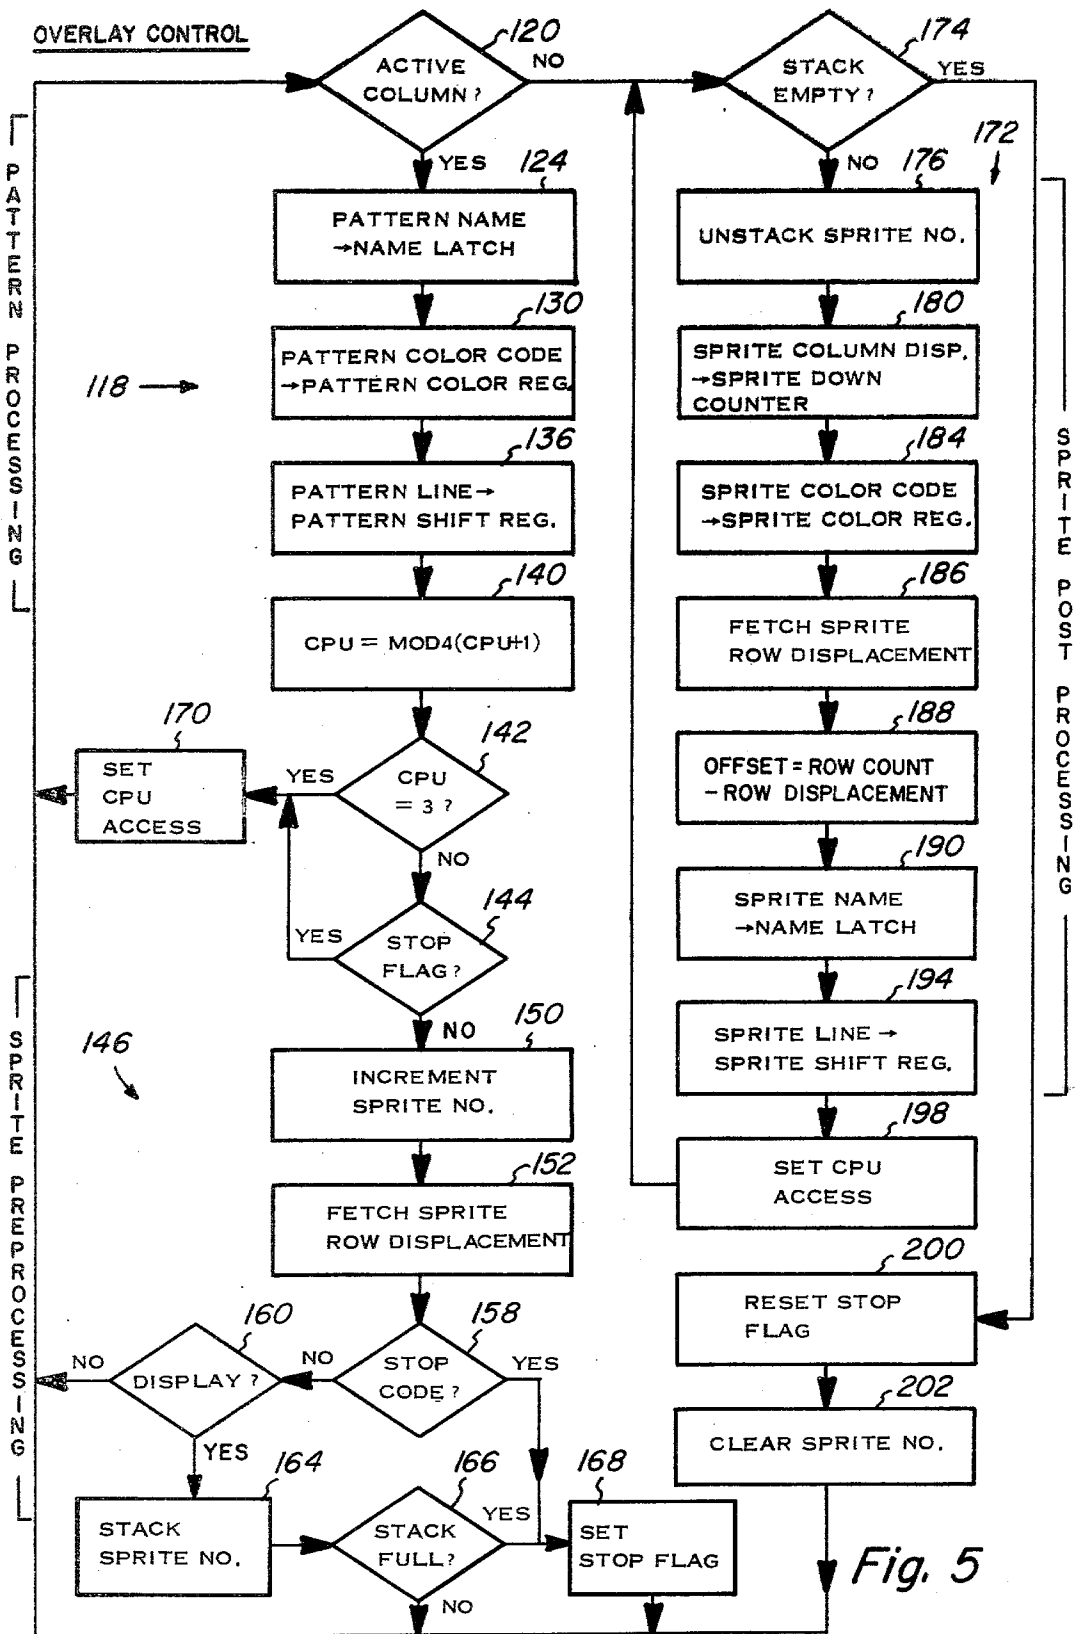 OVERLAY CONTROL
120
ACTIVE
COLUMN?
NO
YES
174
STACK
EMPTY?
YES
NO
172
PATTERN PROCESSING
118
124
PATTERN NAME
→NAME LATCH
130
PATTERN COLOR CODE
→PATTERN COLOR REG.
136
PATTERN LINE→
PATTERN SHIFT REG.
140
CPU = MOD4(CPU+1)
142
CPU
= 3?
YES
NO
170
SET
CPU
ACCESS
144
STOP
FLAG?
YES
NO
SPRITE PREPROCESSING
146
150
INCREMENT
SPRITE NO.
152
FETCH SPRITE
ROW DISPLACEMENT
158
STOP
CODE?
NO
YES
160
DISPLAY?
NO
YES
164
STACK
SPRITE NO.
166
STACK
FULL?
YES
NO
168
SET
STOP FLAG
176
UNSTACK SPRITE NO.
180
SPRITE COLUMN DISP.
→SPRITE DOWN
COUNTER
184
SPRITE COLOR CODE
→SPRITE COLOR REG.
186
FETCH SPRITE
ROW DISPLACEMENT
188
OFFSET = ROW COUNT
– ROW DISPLACEMENT
190
SPRITE NAME
→NAME LATCH
194
SPRITE LINE →
SPRITE SHIFT REG.
SPRITE POST PROCESSING
198
SET CPU
ACCESS
200
RESET STOP
FLAG
202
CLEAR SPRITE NO.
Fig. 5